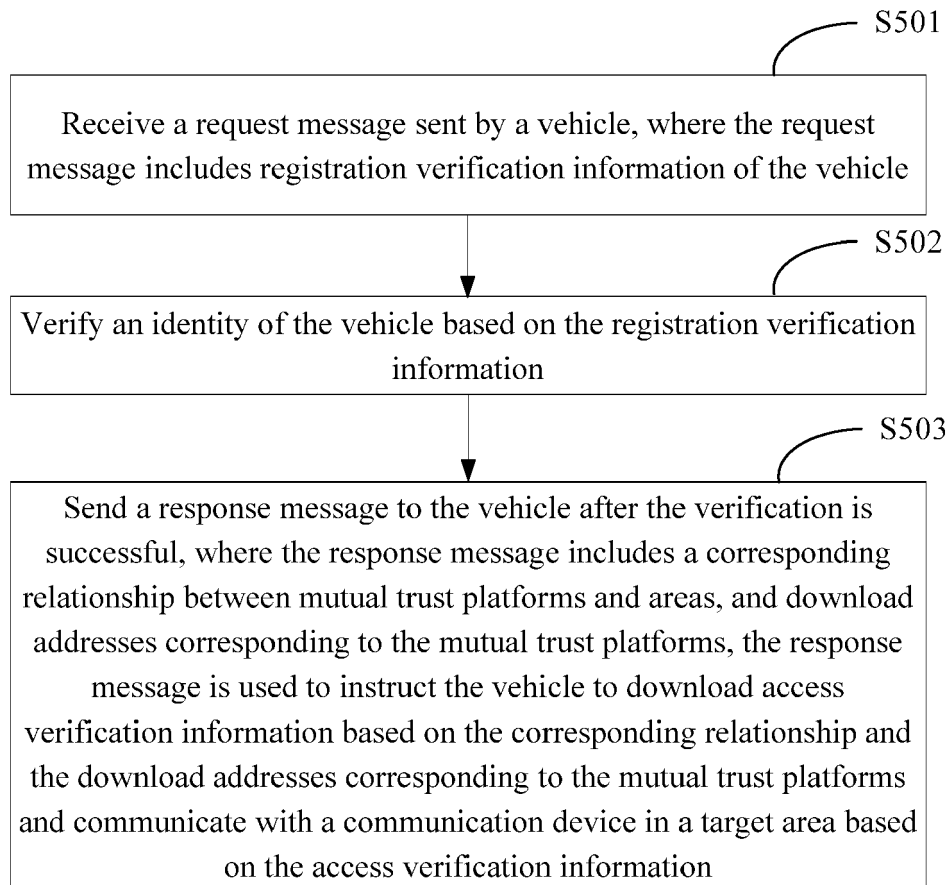 S501
Receive a request message sent by a vehicle, where the request
message includes registration verification information of the vehicle
S502
Verify an identity of the vehicle based on the registration verification
information
S503
Send a response message to the vehicle after the verification is
successful, where the response message includes a corresponding
relationship between mutual trust platforms and areas, and download
addresses corresponding to the mutual trust platforms, the response
message is used to instruct the vehicle to download access
verification information based on the corresponding relationship and
the download addresses corresponding to the mutual trust platforms
and communicate with a communication device in a target area based
on the access verification information